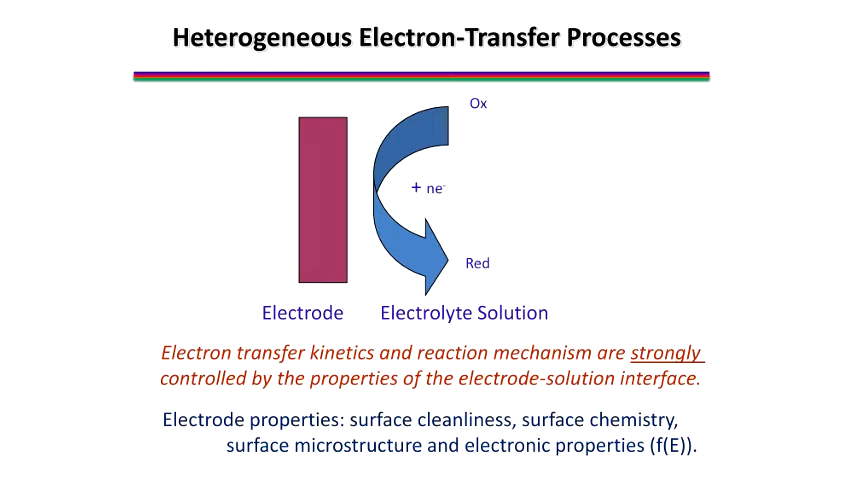 Heterogeneous Electron-Transfer Processes
Ox
+ ne-
Red
Electrode
Electrolyte Solution
Electron transfer kinetics and reaction mechanism are strongly
controlled by the properties of the electrode-solution interface.
Electrode properties: surface cleanliness, surface chemistry,
surface microstructure and electronic properties (f(E)).